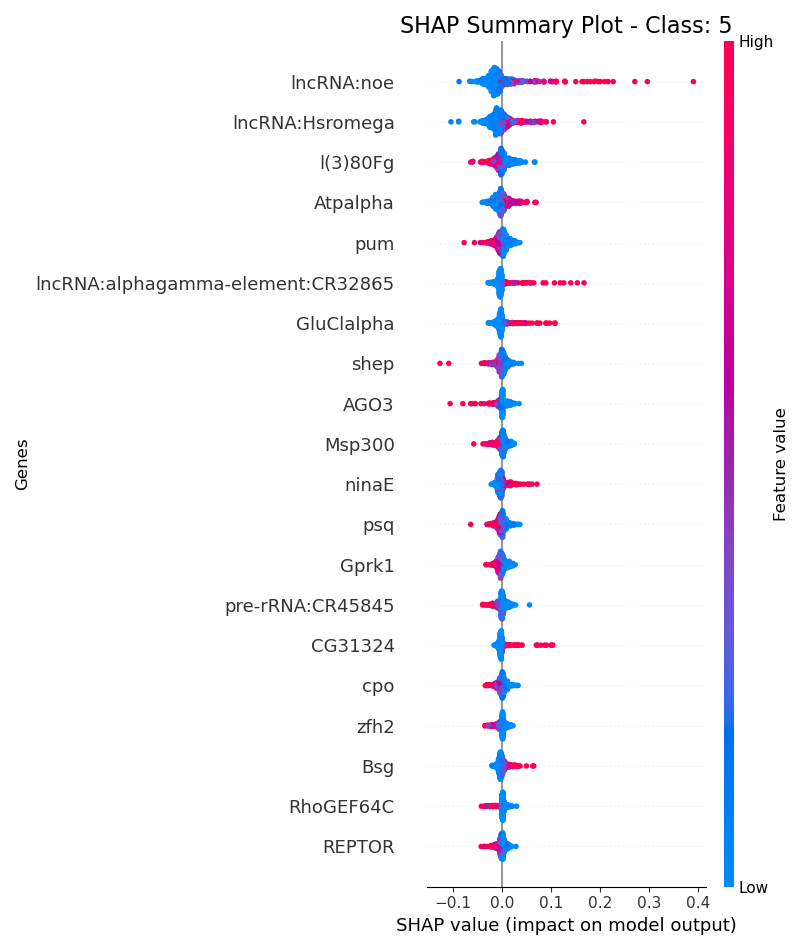 SHAP Summary Plot - Class: 5
High
lncRNA:noe
lncRNA:Hsromega
l(3)80Fg
Atpalpha
pum
lncRNA:alphagamma-element:CR32865
GluClalpha
shep
AGO3
Msp300
ninaE
psq
Gprk1
pre-rRNA:CR45845
CG31324
cpo
zfh2
Bsg
RhoGEF64C
REPTOR
Genes
Feature value
Low
−0.1 0.0 0.1 0.2 0.3 0.4
SHAP value (impact on model output)